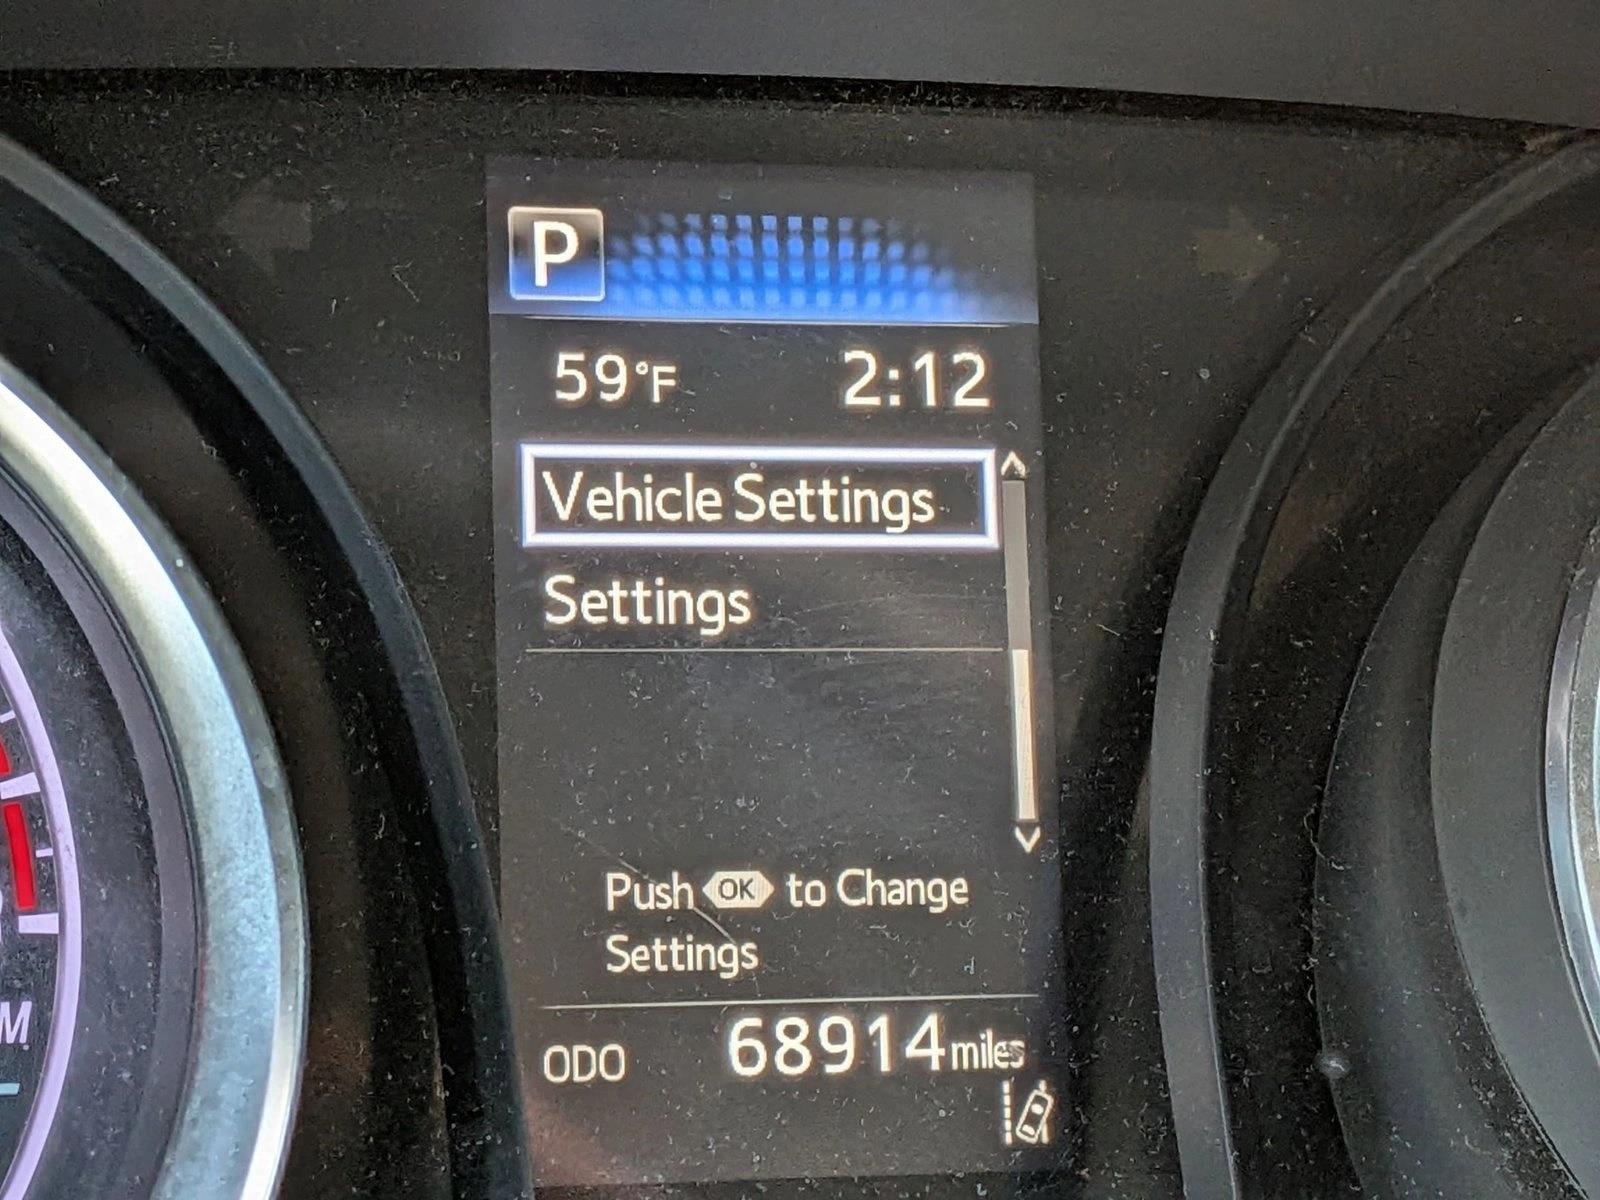 P
59°F 2:12
Vehicle Settings
Settings
Push OK to Change
Settings
ODO 68914 miles